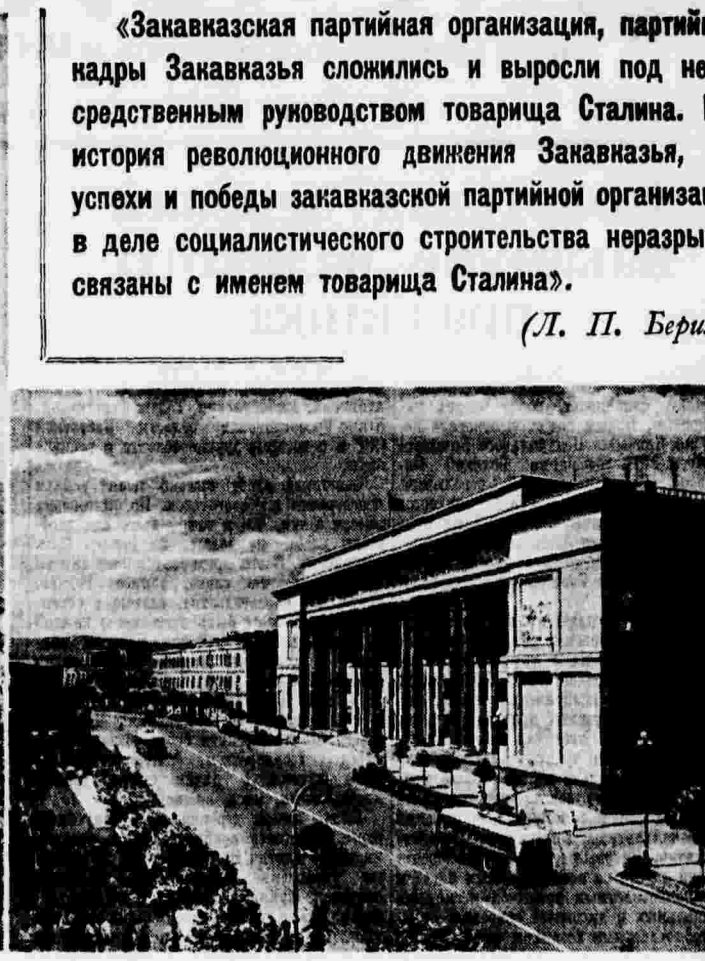 «Закавказская партийная организация, партий
кадры Закавказья сложились и выросли под не
средственным руководством товарища Сталина.
история революционного движения Закавказья,
успехи и победы закавказской партийной организа
в деле социалистического строительства неразры
связаны с именем товарища Сталина».
(Л. П. Бери